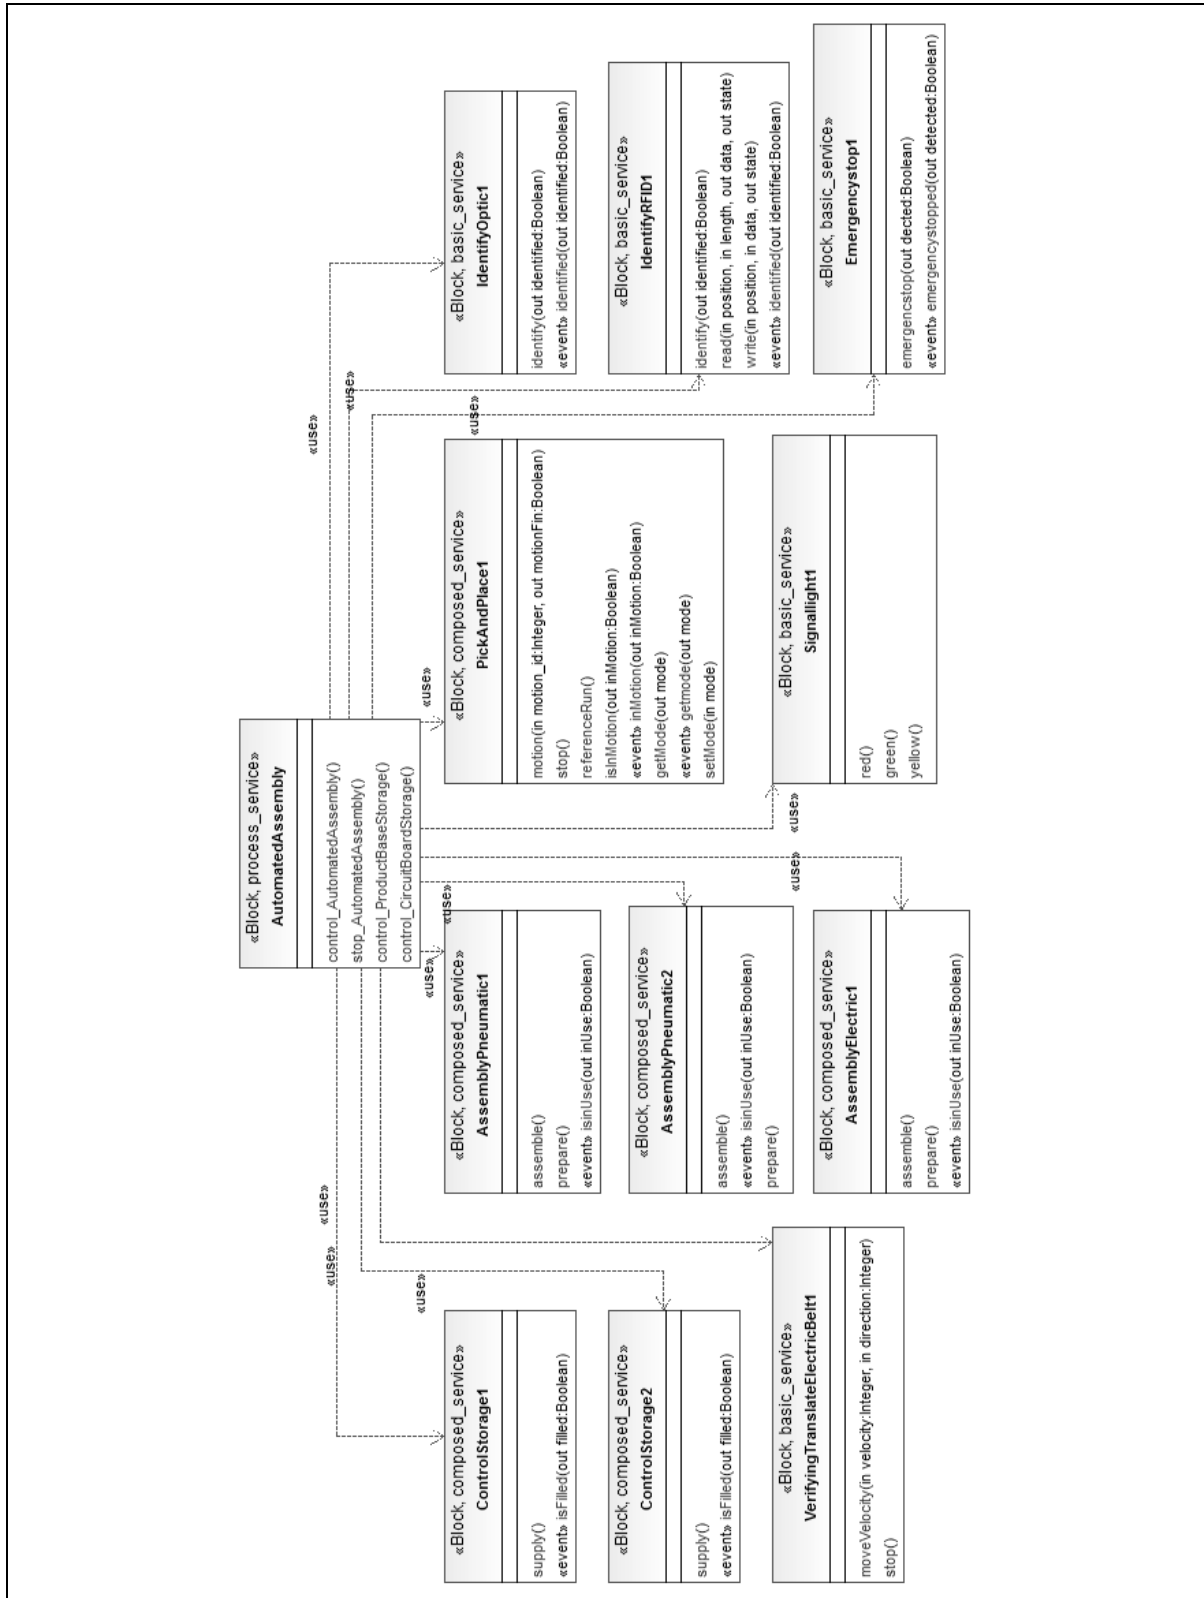 «Block, process_service»
AutomatedAssembly
control_AutomatedAssembly()
stop_AutomatedAssembly()
control_ProductBaseStorage()
control_CircuitBoardStorage()
«use»
«use»
«use»
«use»
«use»
«use»
«use»
«use»
«use»
«use»
«use»
«Block, composed_service»
ControlStorage1
supply()
«event» isFilled(out filled:Boolean)
«Block, composed_service»
AssemblyPneumatic1
assemble()
prepare()
«event» isinUse(out inUse:Boolean)
«Block, composed_service»
PickAndPlace1
motion(in motion_id:Integer, out motionFin:Boolean)
stop()
referenceRun()
isInMotion(out inMotion:Boolean)
«event» inMotion(out inMotion:Boolean)
getMode(out mode)
«event» getmode(out mode)
setMode(in mode)
«Block, basic_service»
IdentifyOptic1
identify(out identified:Boolean)
«event» identified(out identified:Boolean)
«Block, composed_service»
ControlStorage2
supply()
«event» isFilled(out filled:Boolean)
«Block, composed_service»
AssemblyPneumatic2
assemble()
«event» isinUse(out inUse:Boolean)
prepare()
«Block, basic_service»
IdentifyRFID1
identify(out identified:Boolean)
read(in position, in length, out data, out state)
write(in position, in data, out state)
«event» identified(out identified:Boolean)
«Block, basic_service»
VerifyingTranslateElectricBelt1
moveVelocity(in velocity:Integer, in direction:Integer)
stop()
«Block, composed_service»
AssemblyElectric1
assemble()
prepare()
«event» isinUse(out inUse:Boolean)
«Block, basic_service»
Signallight1
red()
green()
yellow()
«Block, basic_service»
Emergencystop1
emergencstop(out dected:Boolean)
«event» emergencystopped(out detected:Boolean)